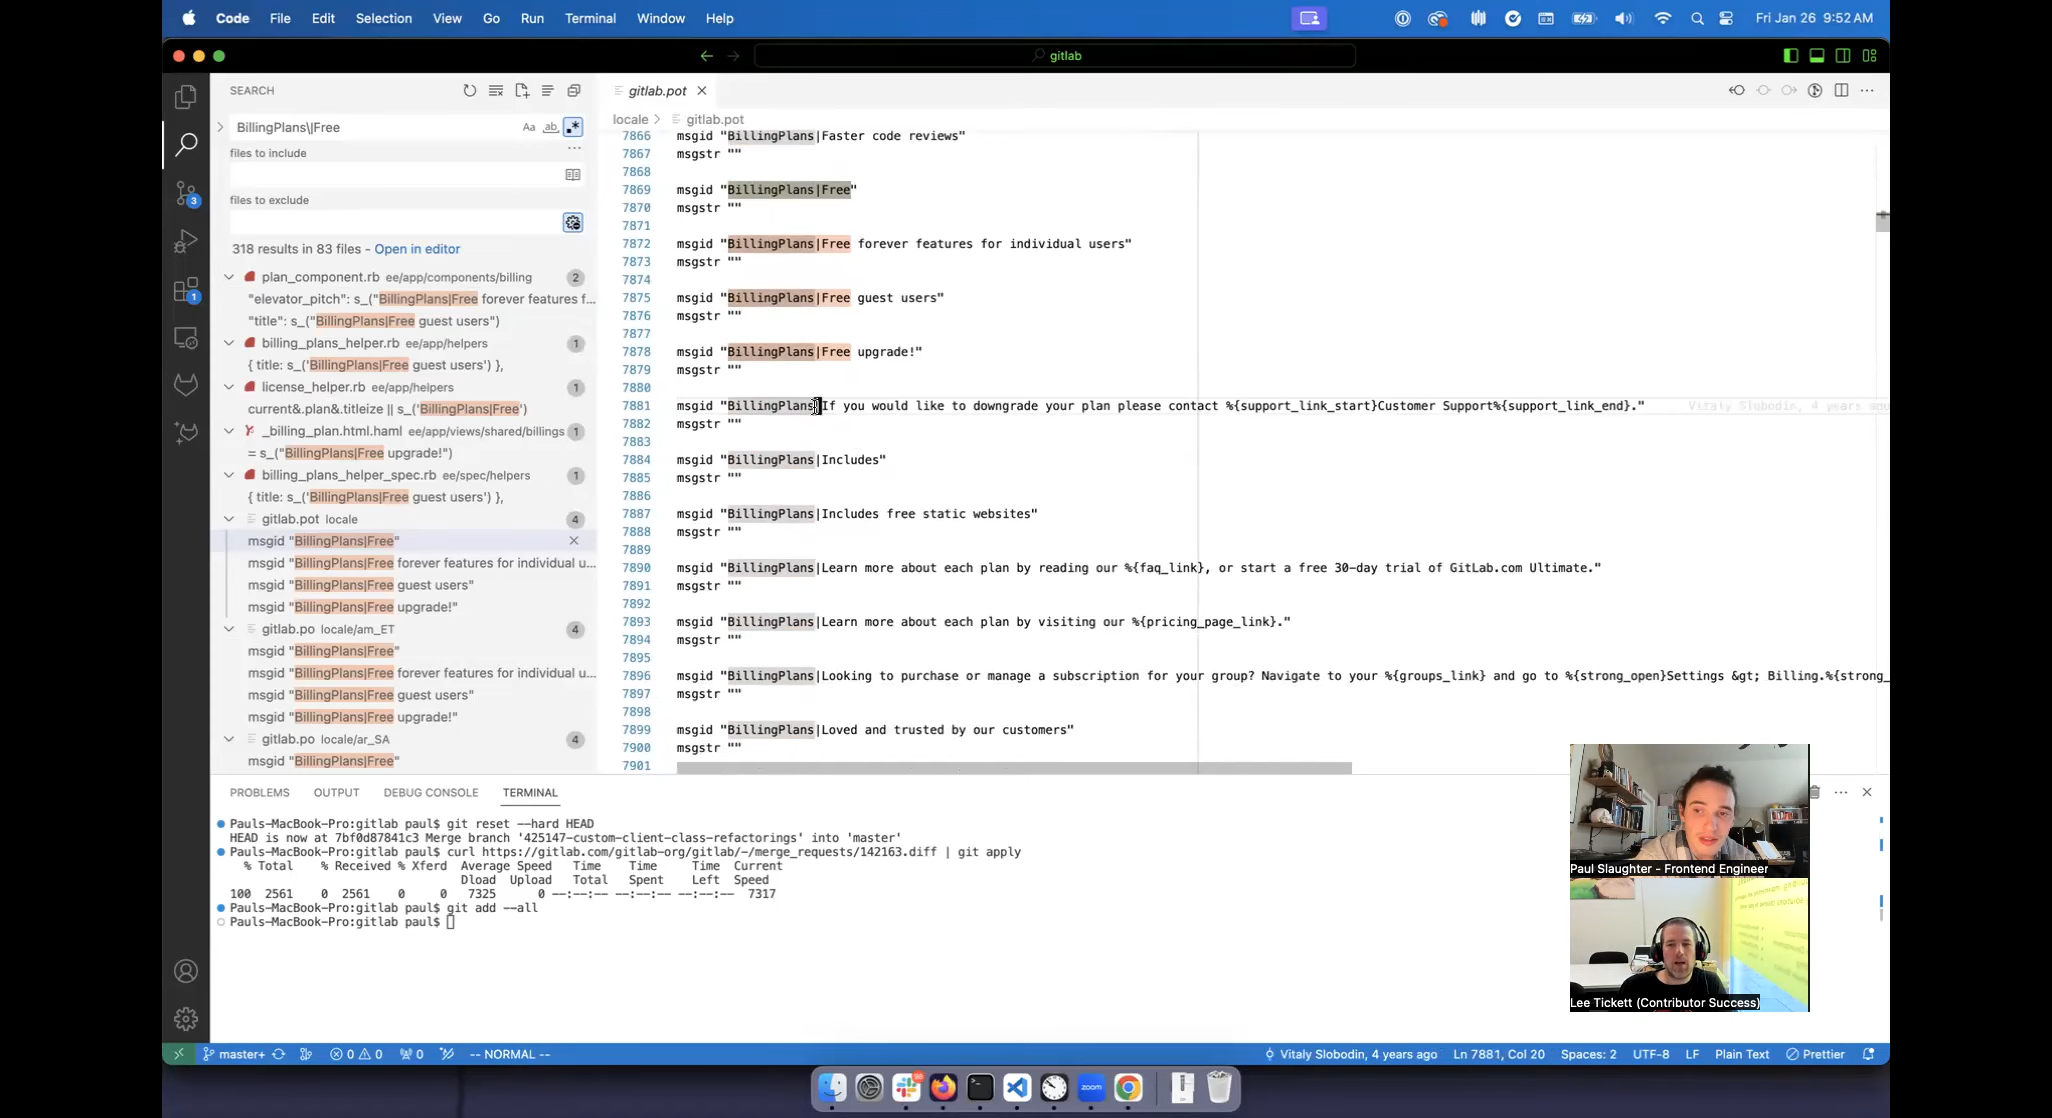 Code File Edit Selection View Go Run Terminal Window Help Fri Jan 26 9:52 AM
gitlab
SEARCH
BillingPlans\|Free
Aa ab
files to include
files to exclude
318 results in 83 files - Open in editor
plan_component.rb ee/app/components/billing 2
"elevator_pitch": s_("BillingPlans|Free forever features f...
"title": s_("BillingPlans|Free guest users")
billing_plans_helper.rb ee/app/helpers 1
{ title: s_('BillingPlans|Free guest users') },
license_helper.rb ee/app/helpers 1
current&.plan&.titleize || s_('BillingPlans|Free')
_billing_plan.html.haml ee/app/views/shared/billings 1
= s_("BillingPlans|Free upgrade!")
billing_plans_helper_spec.rb ee/spec/helpers 1
{ title: s_('BillingPlans|Free guest users') },
gitlab.pot locale 4
msgid "BillingPlans|Free"
msgid "BillingPlans|Free forever features for individual u...
msgid "BillingPlans|Free guest users"
msgid "BillingPlans|Free upgrade!"
gitlab.po locale/am_ET 4
msgid "BillingPlans|Free"
msgid "BillingPlans|Free forever features for individual u...
msgid "BillingPlans|Free guest users"
msgid "BillingPlans|Free upgrade!"
gitlab.po locale/ar_SA 4
msgid "BillingPlans|Free"
3
1
gitlab.pot
locale > gitlab.pot
7866 msgid "BillingPlans|Faster code reviews"
7867 msgstr ""
7868
7869 msgid "BillingPlans|Free"
7870 msgstr ""
7871
7872 msgid "BillingPlans|Free forever features for individual users"
7873 msgstr ""
7874
7875 msgid "BillingPlans|Free guest users"
7876 msgstr ""
7877
7878 msgid "BillingPlans|Free upgrade!"
7879 msgstr ""
7880
7881 msgid "BillingPlans|If you would like to downgrade your plan please contact %{support_link_start}Customer Support%{support_link_end}." Vitaly Slobodin, 4 years ago
7882 msgstr ""
7883
7884 msgid "BillingPlans|Includes"
7885 msgstr ""
7886
7887 msgid "BillingPlans|Includes free static websites"
7888 msgstr ""
7889
7890 msgid "BillingPlans|Learn more about each plan by reading our %{faq_link}, or start a free 30-day trial of GitLab.com Ultimate."
7891 msgstr ""
7892
7893 msgid "BillingPlans|Learn more about each plan by visiting our %{pricing_page_link}."
7894 msgstr ""
7895
7896 msgid "BillingPlans|Looking to purchase or manage a subscription for your group? Navigate to your %{groups_link} and go to %{strong_open}Settings &gt; Billing.%{strong_
7897 msgstr ""
7898
7899 msgid "BillingPlans|Loved and trusted by our customers"
7900 msgstr ""
7901
PROBLEMS OUTPUT DEBUG CONSOLE TERMINAL
Pauls-MacBook-Pro:gitlab paul$ git reset --hard HEAD
HEAD is now at 7bf0d87841c3 Merge branch '425147-custom-client-class-refactorings' into 'master'
Pauls-MacBook-Pro:gitlab paul$ curl https://gitlab.com/gitlab-org/gitlab/-/merge_requests/142163.diff | git apply
% Total % Received % Xferd Average Speed Time Time Time Current
Dload Upload Total Spent Left Speed
100 2561 0 2561 0 0 7325 0 --:--:-- --:--:-- --:--:-- 7317
Pauls-MacBook-Pro:gitlab paul$ git add --all
Pauls-MacBook-Pro:gitlab paul$
Paul Slaughter - Frontend Engineer
Lee Tickett (Contributor Success)
master+ 0 0 0 -- NORMAL -- Vitaly Slobodin, 4 years ago Ln 7881, Col 20 Spaces: 2 UTF-8 LF Plain Text Prettier
zoom